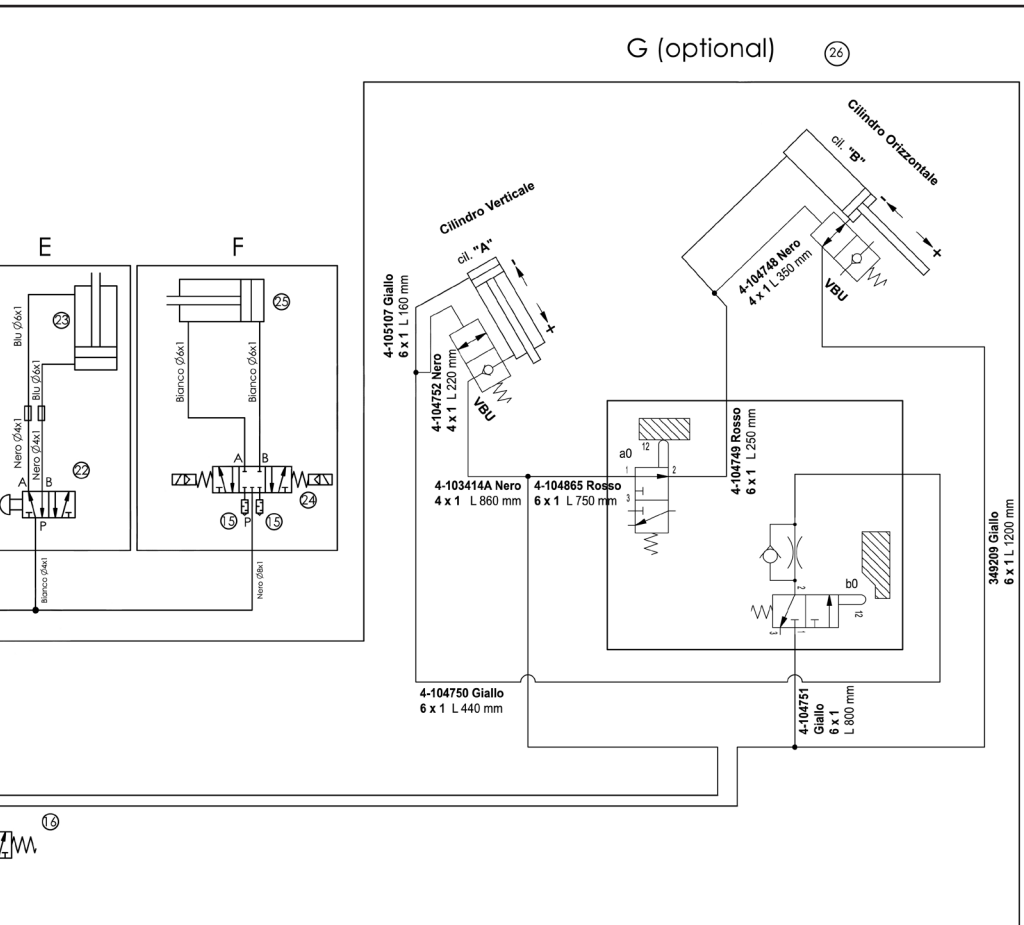 G (optional)
26
E
F
Cilindro Verticale
cil. "A"
-
+
Cilindro Orizzontale
cil. "B"
-
+
4-105107 Giallo
6 x 1 L 160 mm
4-104752 Nero
4 x 1 L 220 mm
VBU
4-104748 Nero
4 x 1 L 350 mm
VBU
23
Blu Ø6x1
Blu Ø6x1
Nero Ø4x1
Nero Ø4x1
22
A B
P
Bianco Ø4x1
25
Bianco Ø6x1
Bianco Ø6x1
A B
24
15 P 15
Nero Ø8x1
4-103414A Nero
4 x 1 L 860 mm
4-104865 Rosso
6 x 1 L 750 mm
a0
12
1
2
3
4-104749 Rosso
6 x 1 L 250 mm
b0
2
12
3
1
349209 Giallo
6 x 1 L 1200 mm
4-104750 Giallo
6 x 1 L 440 mm
4-104751
Giallo
6 x 1
L 800 mm
16